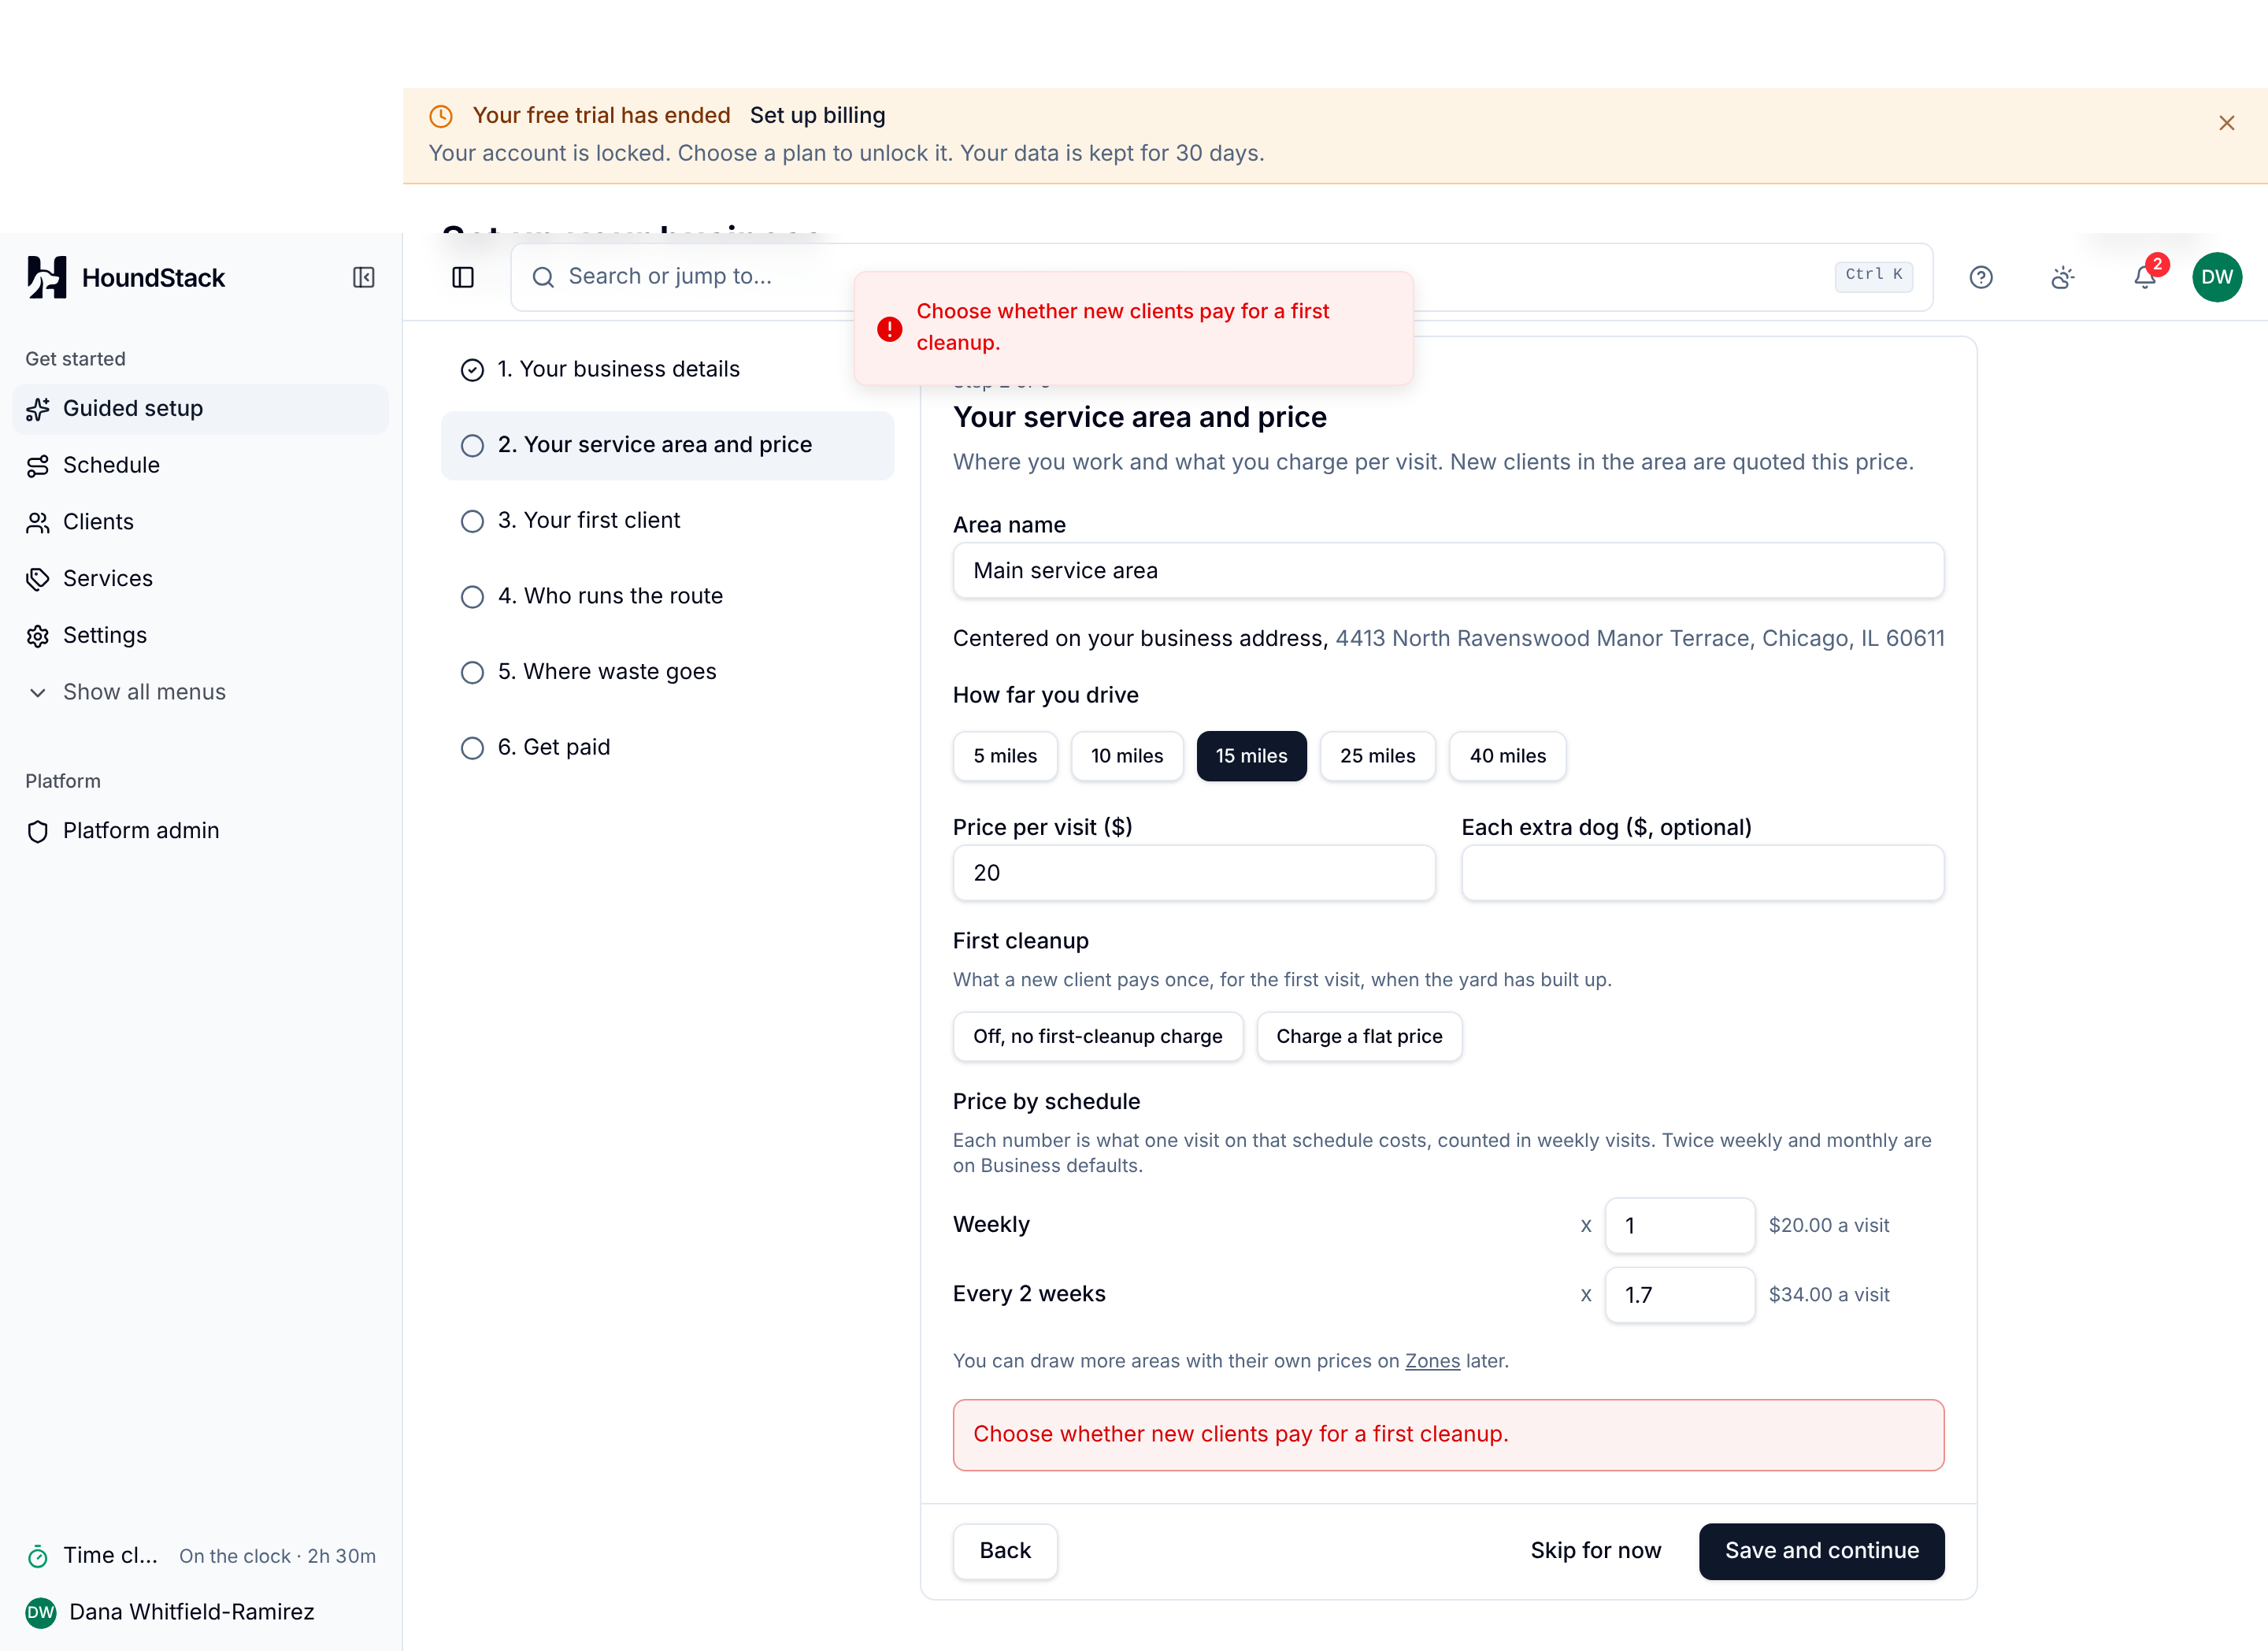 Your free trial has ended Set up billing
Your account is locked. Choose a plan to unlock it. Your data is kept for 30 days.
HoundStack
Search or jump to...
Ctrl K
2
DW
Choose whether new clients pay for a first
cleanup.
Get started
Guided setup
Schedule
Clients
Services
Settings
Show all menus
Platform
Platform admin
Time cl... On the clock · 2h 30m
DW Dana Whitfield-Ramirez
1. Your business details
2. Your service area and price
3. Your first client
4. Who runs the route
5. Where waste goes
6. Get paid
Your service area and price
Where you work and what you charge per visit. New clients in the area are quoted this price.
Area name
Main service area
Centered on your business address, 4413 North Ravenswood Manor Terrace, Chicago, IL 60611
How far you drive
5 miles 10 miles 15 miles 25 miles 40 miles
Price per visit ($) Each extra dog ($, optional)
20
First cleanup
What a new client pays once, for the first visit, when the yard has built up.
Off, no first-cleanup charge Charge a flat price
Price by schedule
Each number is what one visit on that schedule costs, counted in weekly visits. Twice weekly and monthly are
on Business defaults.
Weekly x 1 $20.00 a visit
Every 2 weeks x 1.7 $34.00 a visit
You can draw more areas with their own prices on Zones later.
Choose whether new clients pay for a first cleanup.
Back Skip for now Save and continue